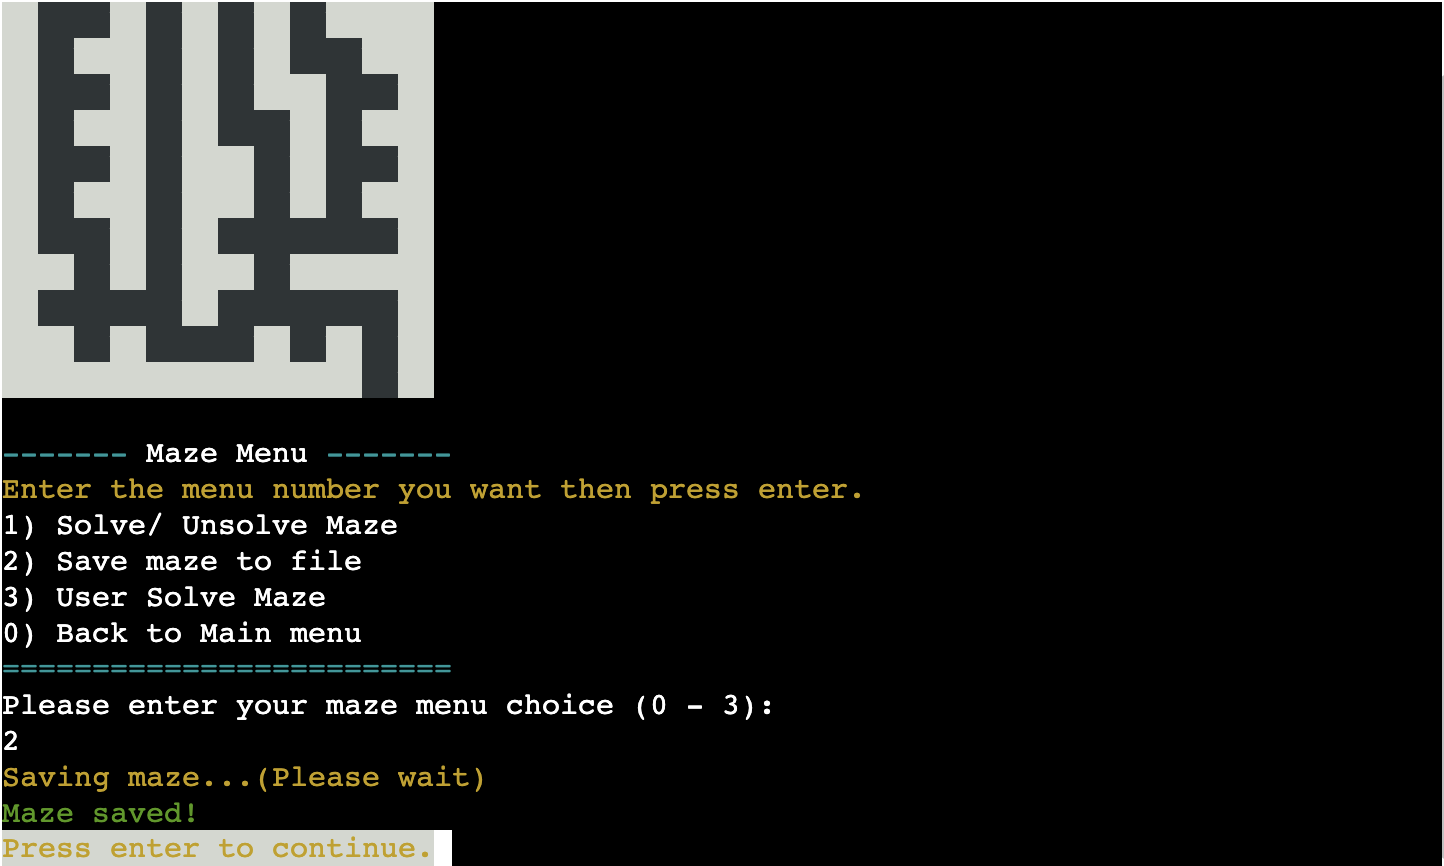 ------- Maze Menu -------
Enter the menu number you want then press enter.
1) Solve/ Unsolve Maze
2) Save maze to file
3) User Solve Maze
0) Back to Main menu
=========================
Please enter your maze menu choice (0 - 3):
2
Saving maze...(Please wait)
Maze saved!
Press enter to continue.